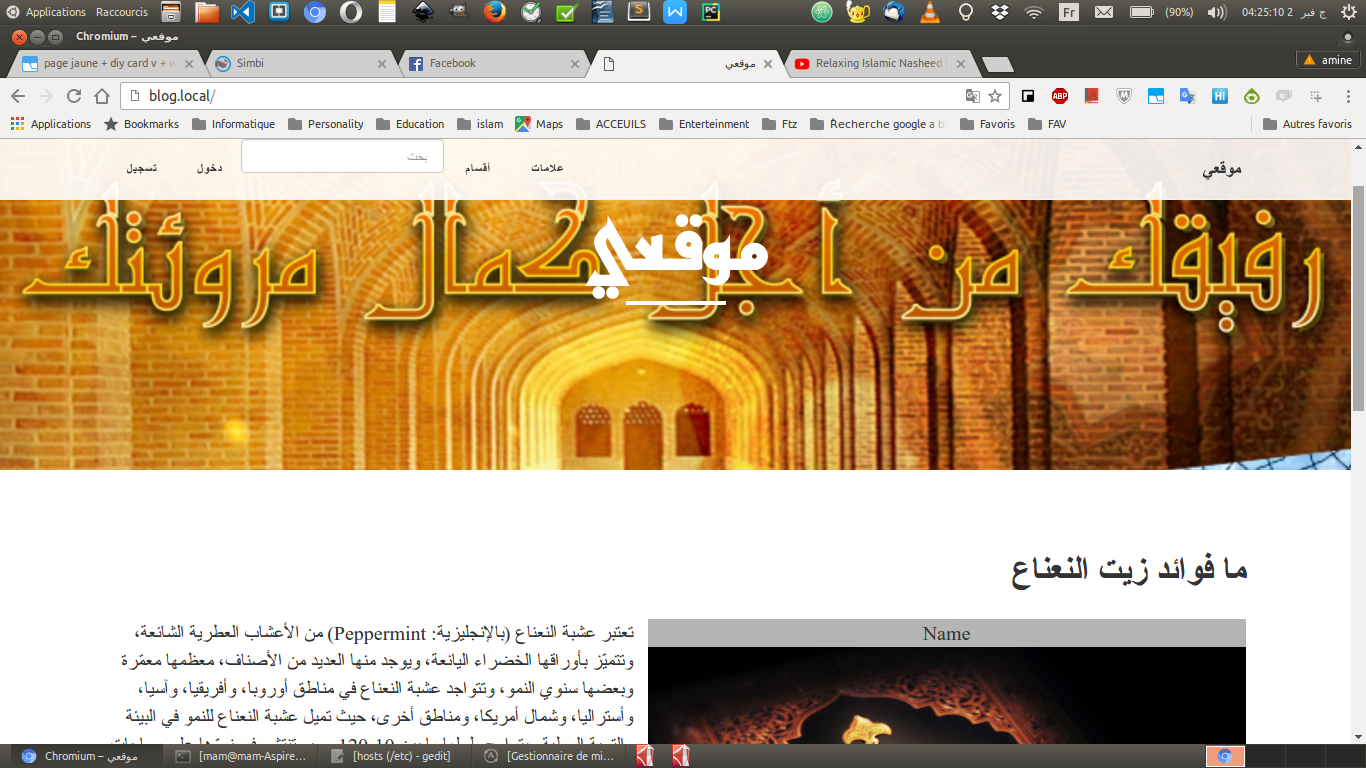 Applications Raccourcis Fr (90%) 04:25:10 2 ج فبر
Chromium – موقعي
page jaune + diy card v + w Simbi Facebook موقعي Relaxing Islamic Nasheed amine
blog.local/
Applications Bookmarks Informatique Personality Education islam Maps ACCEUILS Enterteinment Ftz Recherche google a tr Favoris FAV Autres favoris
موقعي علامات أقسام بحث دخول تسجيل
رفيقك من أجل كمال مروئتك
موقعي
ما فوائد زيت النعناع
Name
تعتبر عشبة النعناع (بالإنجليزية: Peppermint) من الأعشاب العطرية الشائعة،
وتتميّز بأوراقها الخضراء اليانعة، ويوجد منها العديد من الأصناف، معظمها معمّرة
وبعضها سنوي النمو، وتتواجد عشبة النعناع في مناطق أوروبا، وأفريقيا، وآسيا،
وأستراليا، وشمال أمريكا، ومناطق أخرى، حيث تميل عشبة النعناع للنمو في البيئة
Chromium – موقعي [mam@mam-Aspire... [hosts (/etc) - gedit] [Gestionnaire de mi...